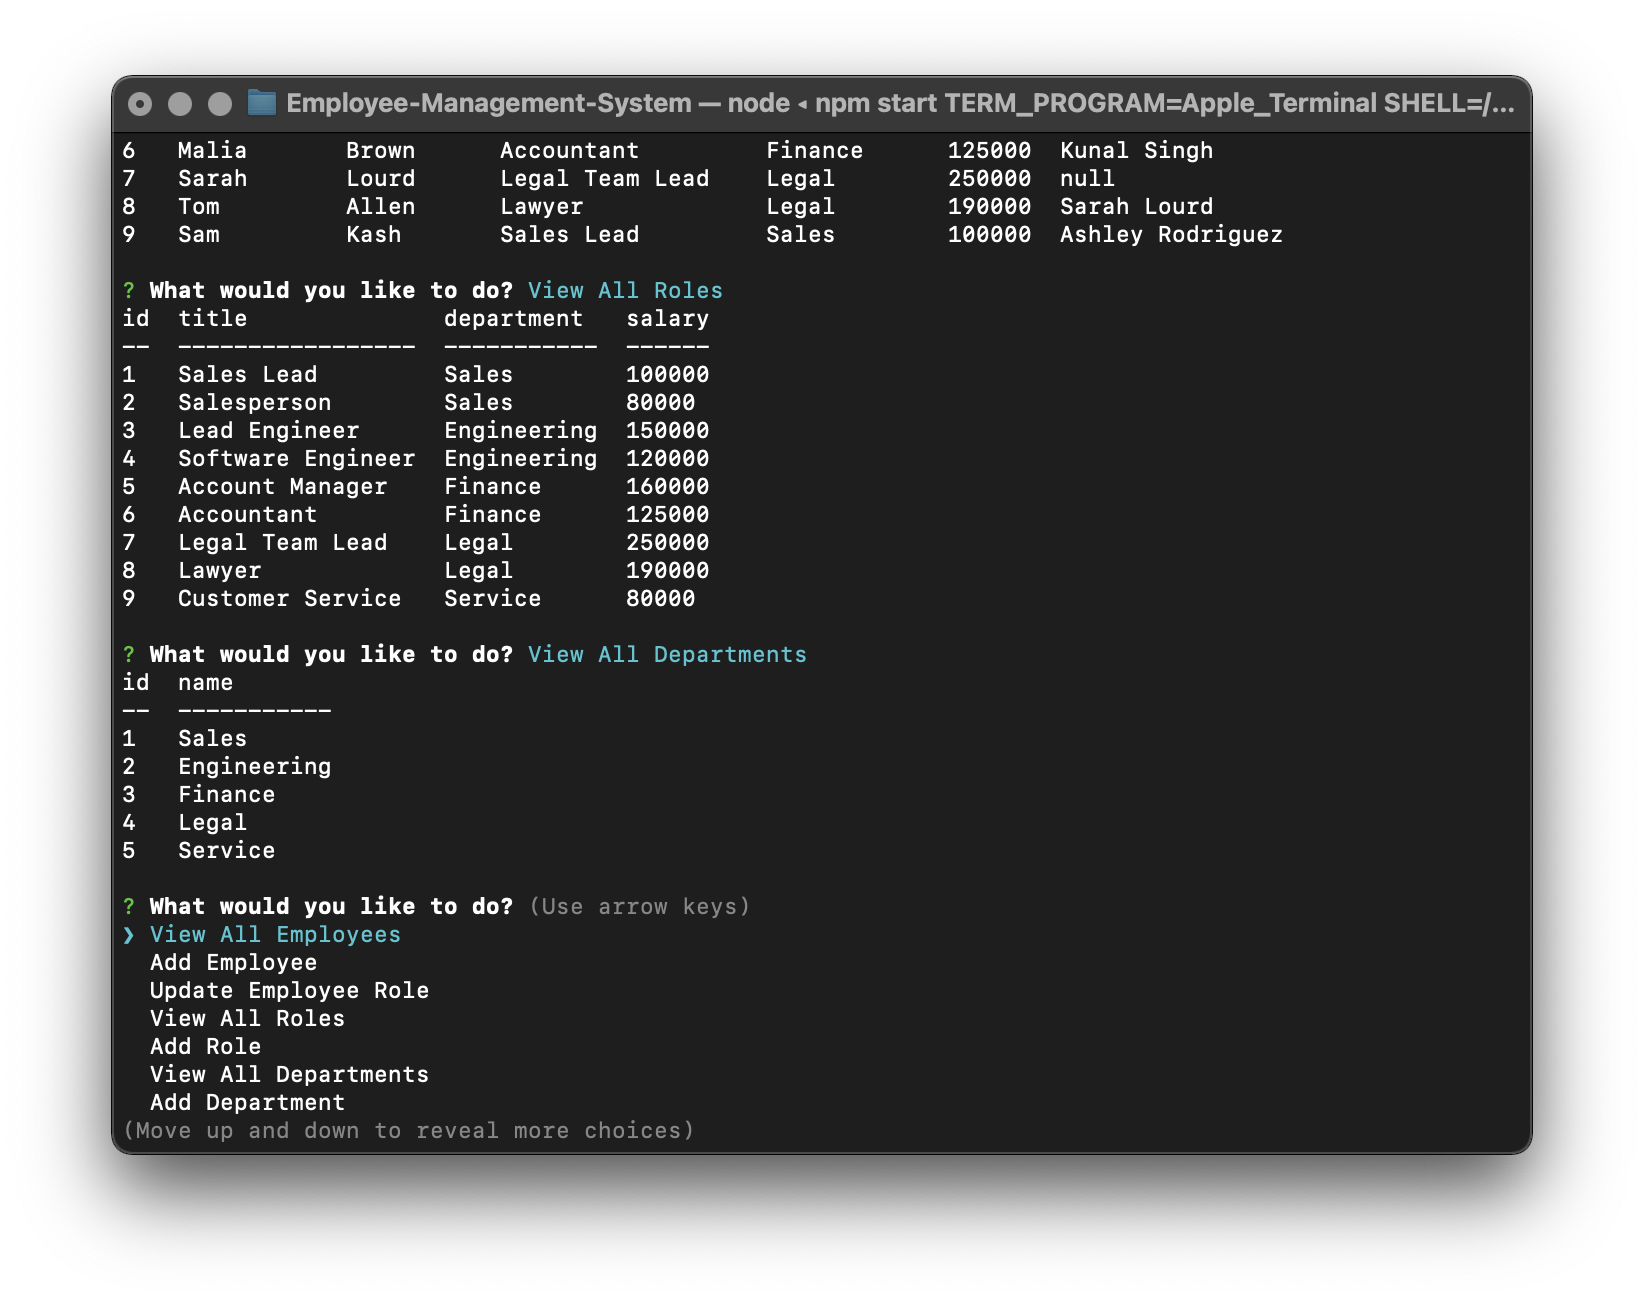 Employee-Management-System — node ◂ npm start TERM_PROGRAM=Apple_Terminal SHELL=/...
6   Malia       Brown      Accountant         Finance      125000  Kunal Singh
7   Sarah       Lourd      Legal Team Lead    Legal        250000  null
8   Tom         Allen      Lawyer             Legal        190000  Sarah Lourd
9   Sam         Kash       Sales Lead         Sales        100000  Ashley Rodriguez
? What would you like to do? View All Roles
id  title              department   salary
--  -----------------  -----------  ------
1   Sales Lead         Sales        100000
2   Salesperson        Sales        80000
3   Lead Engineer      Engineering  150000
4   Software Engineer  Engineering  120000
5   Account Manager    Finance      160000
6   Accountant         Finance      125000
7   Legal Team Lead    Legal        250000
8   Lawyer             Legal        190000
9   Customer Service   Service      80000
? What would you like to do? View All Departments
id  name
--  -----------
1   Sales
2   Engineering
3   Finance
4   Legal
5   Service
? What would you like to do? (Use arrow keys)
❯ View All Employees
  Add Employee
  Update Employee Role
  View All Roles
  Add Role
  View All Departments
  Add Department
(Move up and down to reveal more choices)